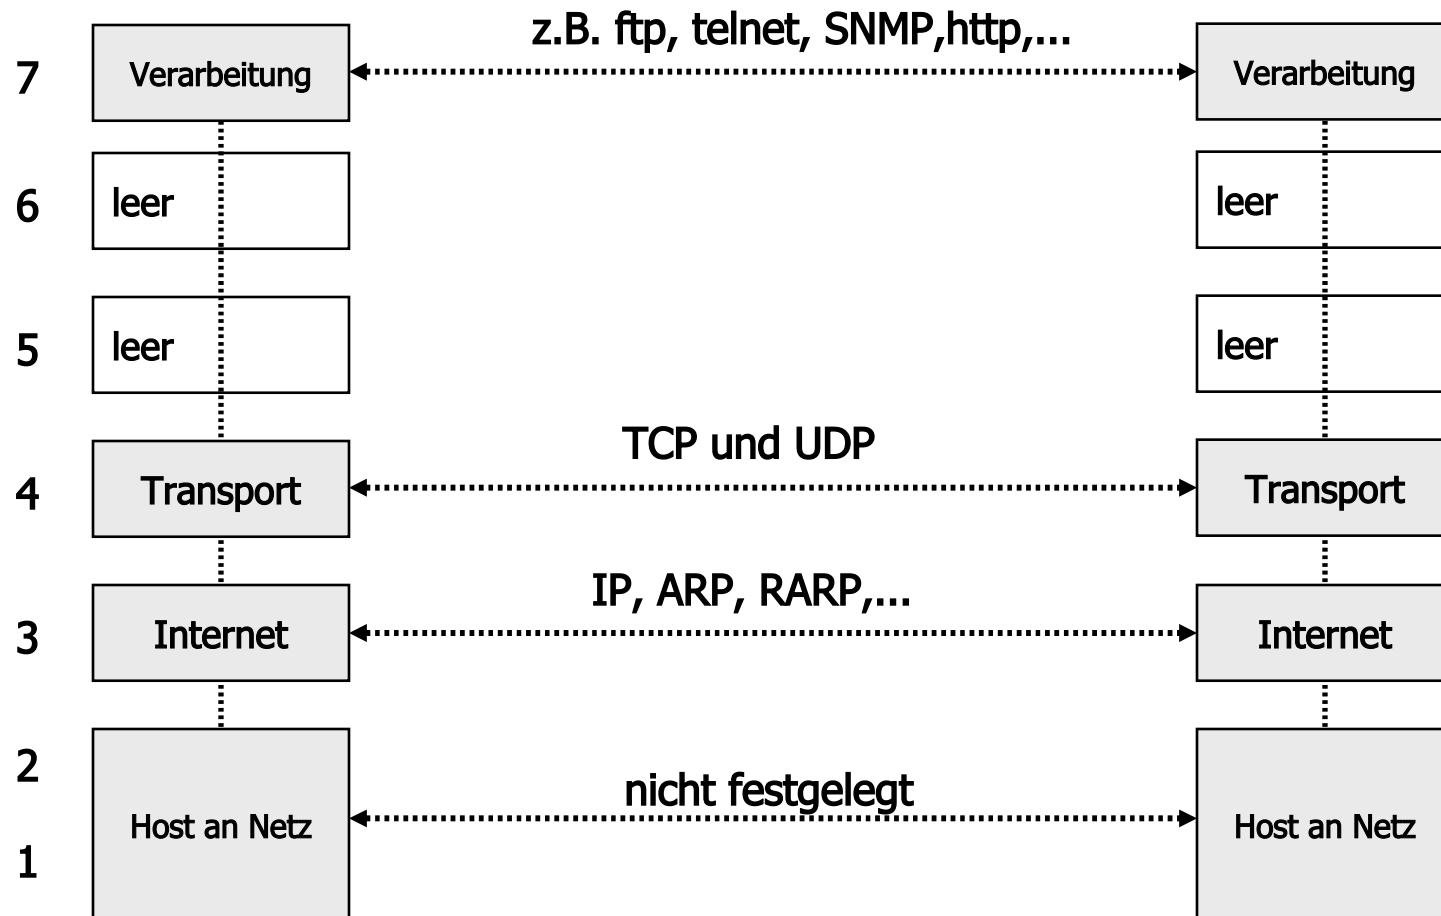 z.B. ftp, telnet, SNMP,http,...
7 Verarbeitung Verarbeitung
6 leer leer
5 leer leer
TCP und UDP
4 Transport Transport
IP, ARP, RARP,...
3 Internet Internet
2
nicht festgelegt
Host an Netz Host an Netz
1